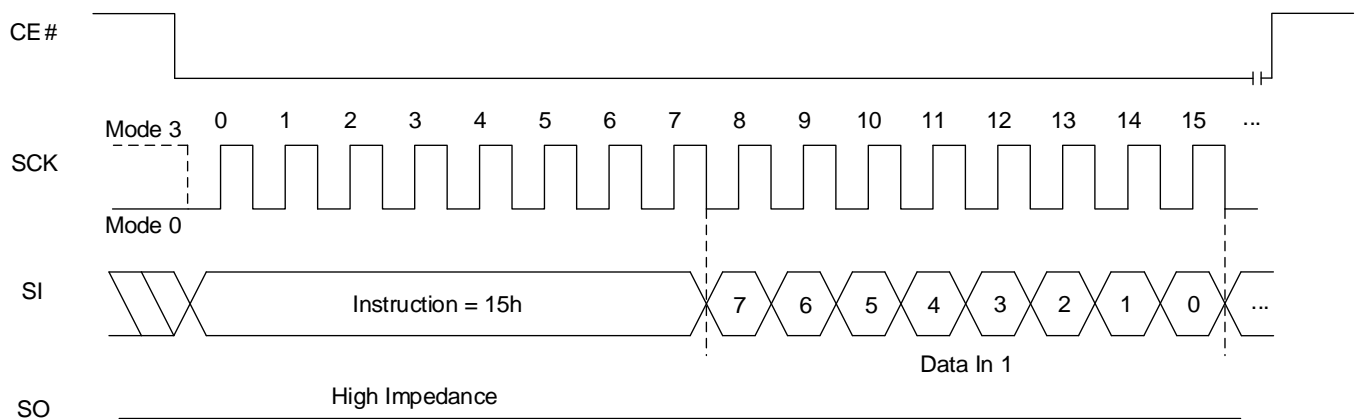 CE#
Mode 3 0 1 2 3 4 5 6 7 8 9 10 11 12 13 14 15 ...
SCK
Mode 0
SI Instruction = 15h 7 6 5 4 3 2 1 0 ...
Data In 1
High Impedance
SO